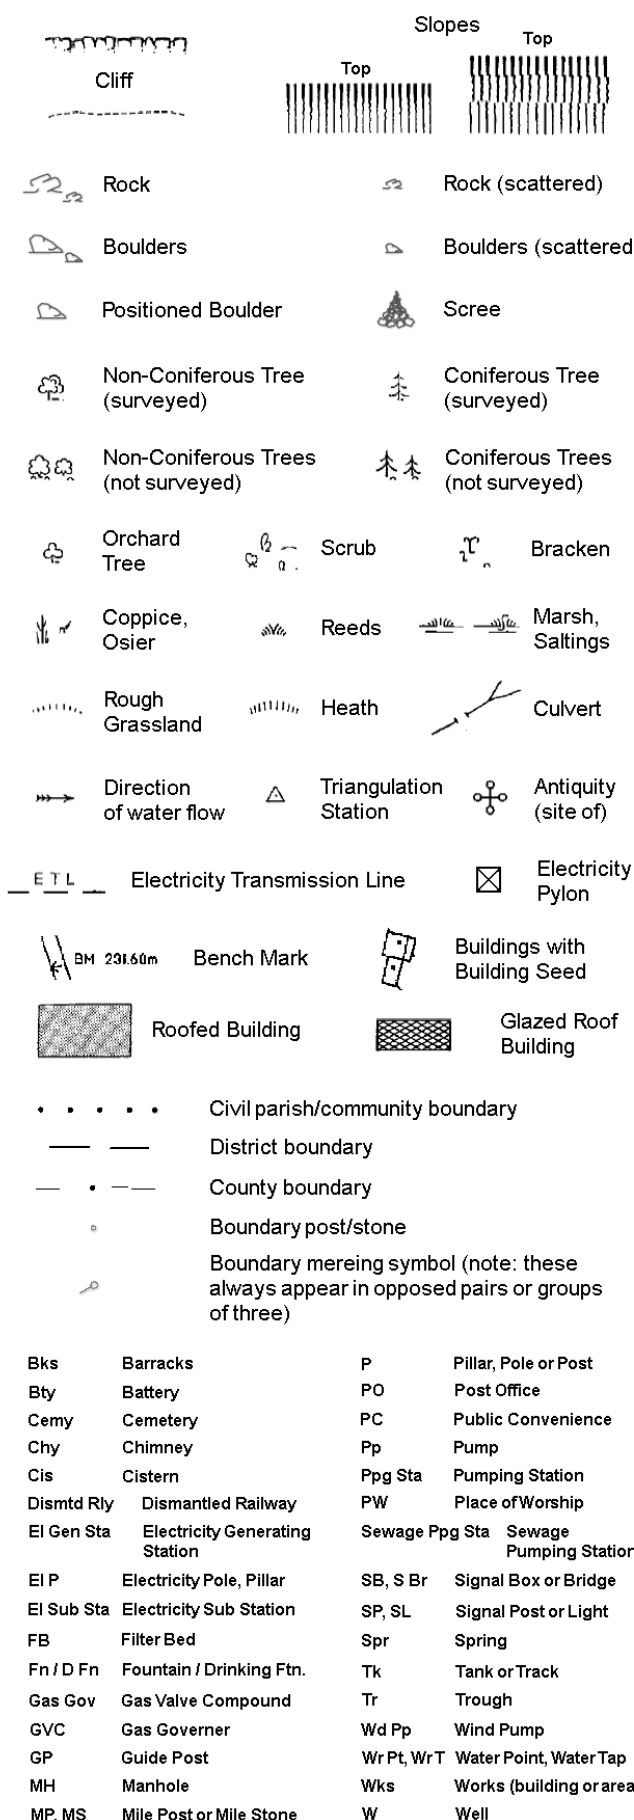 Slopes
Top
Top
Cliff
Rock
Rock (scattered)
Boulders
Boulders (scattered
Positioned Boulder
Scree
Non-Coniferous Tree
(surveyed)
Coniferous Tree
(surveyed)
Non-Coniferous Trees
(not surveyed)
Coniferous Trees
(not surveyed)
Orchard
Tree
Scrub
Bracken
Coppice,
Osier
Reeds
Marsh,
Saltings
Rough
Grassland
Heath
Culvert
Direction
of water flow
Triangulation
Station
Antiquity
(site of)
E T L
Electricity Transmission Line
Electricity
Pylon
BM 231.60m
Bench Mark
Buildings with
Building Seed
Roofed Building
Glazed Roof
Building
Civil parish/community boundary
District boundary
County boundary
Boundary post/stone
Boundary mereing symbol (note: these
always appear in opposed pairs or groups
of three)
Bks Barracks
P Pillar, Pole or Post
Bty Battery
PO Post Office
Cemy Cemetery
PC Public Convenience
Chy Chimney
Pp Pump
Cis Cistern
Ppg Sta Pumping Station
Dismtd Rly Dismantled Railway
PW Place of Worship
El Gen Sta Electricity Generating
Station
Sewage Ppg Sta Sewage
Pumping Station
El P Electricity Pole, Pillar
SB, S Br Signal Box or Bridge
El Sub Sta Electricity Sub Station
SP, SL Signal Post or Light
FB Filter Bed
Spr Spring
Fn / D Fn Fountain / Drinking Ftn.
Tk Tank or Track
Gas Gov Gas Valve Compound
Tr Trough
GVC Gas Governer
Wd Pp Wind Pump
GP Guide Post
Wr Pt, Wr T Water Point, Water Tap
MH Manhole
Wks Works (building or area
MP, MS Mile Post or Mile Stone
W Well